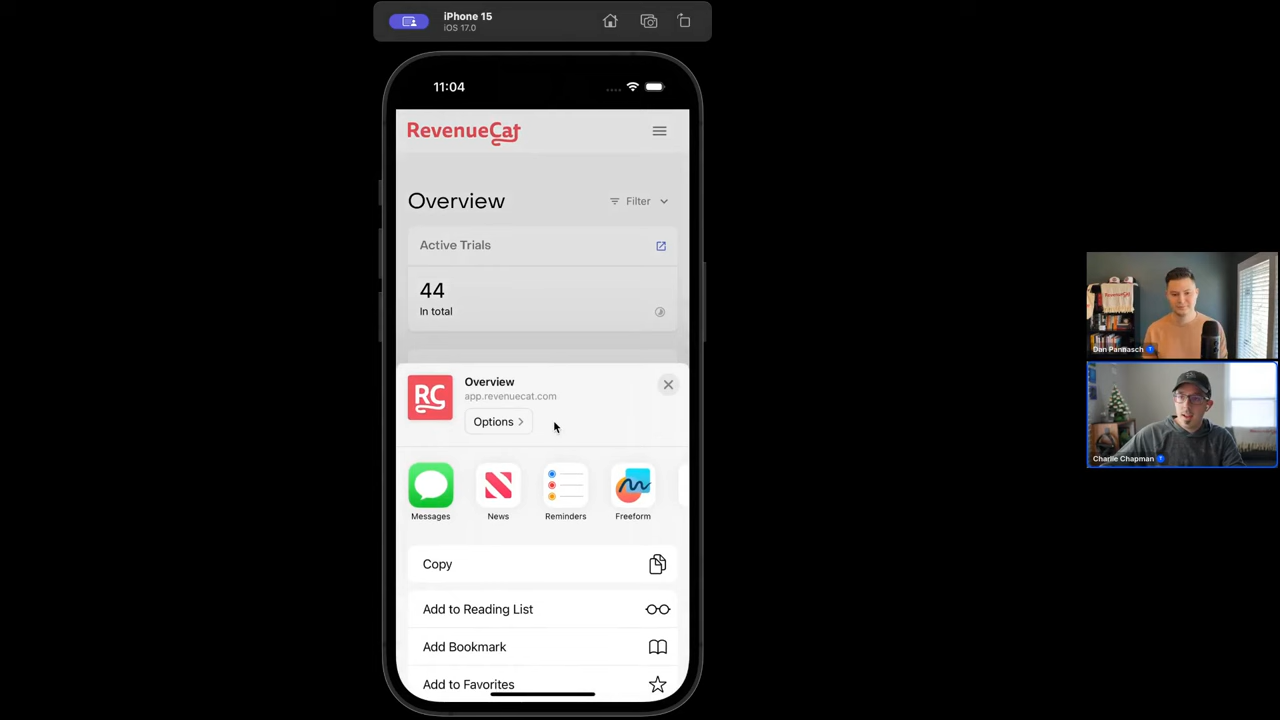 iPhone 15
iOS 17.0
11:04
RevenueCat
Overview
Filter
Active Trials
44
In total
RC
Overview
app.revenuecat.com
Options
Messages
News
Reminders
Freeform
Copy
Add to Reading List
Add Bookmark
Add to Favorites
RevenueCat
Dan Pannasch
Charlie Chapman